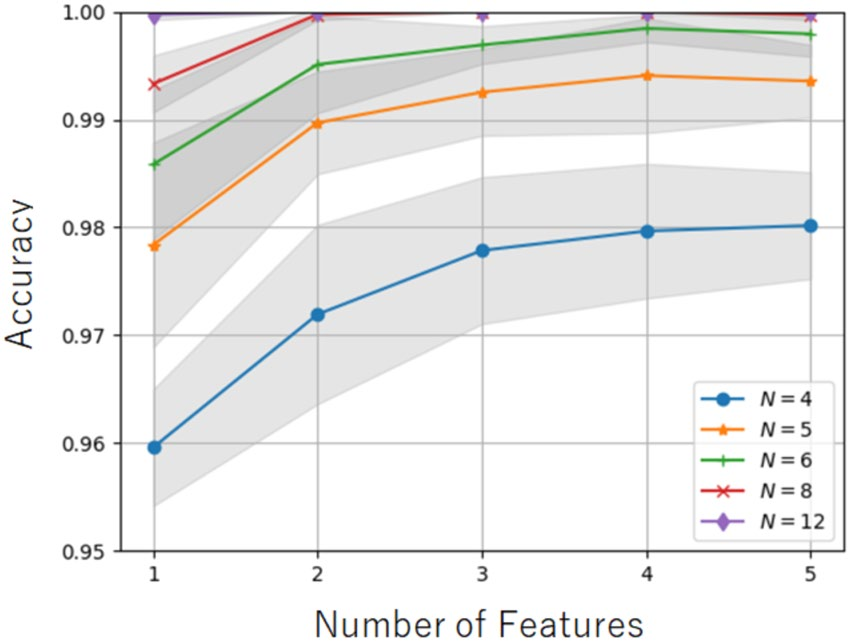 1.00
0.99
0.98
0.97
0.96
0.95
Accuracy
1 2 3 4 5
Number of Features
N = 4
N = 5
N = 6
N = 8
N = 12